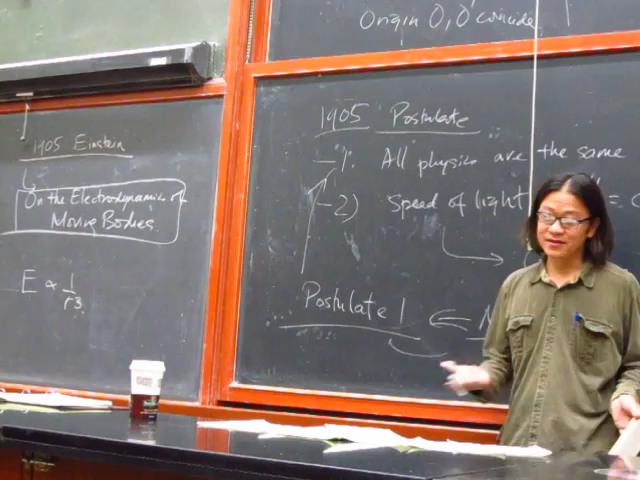 Origin O, O' coincide
1905 Einstein
On the Electrodynamics of
Moving Bodies
E ∝ 1/r3
1905 Postulate
All physics are the same
-2) Speed of light = c
Postulate 1 ⇐